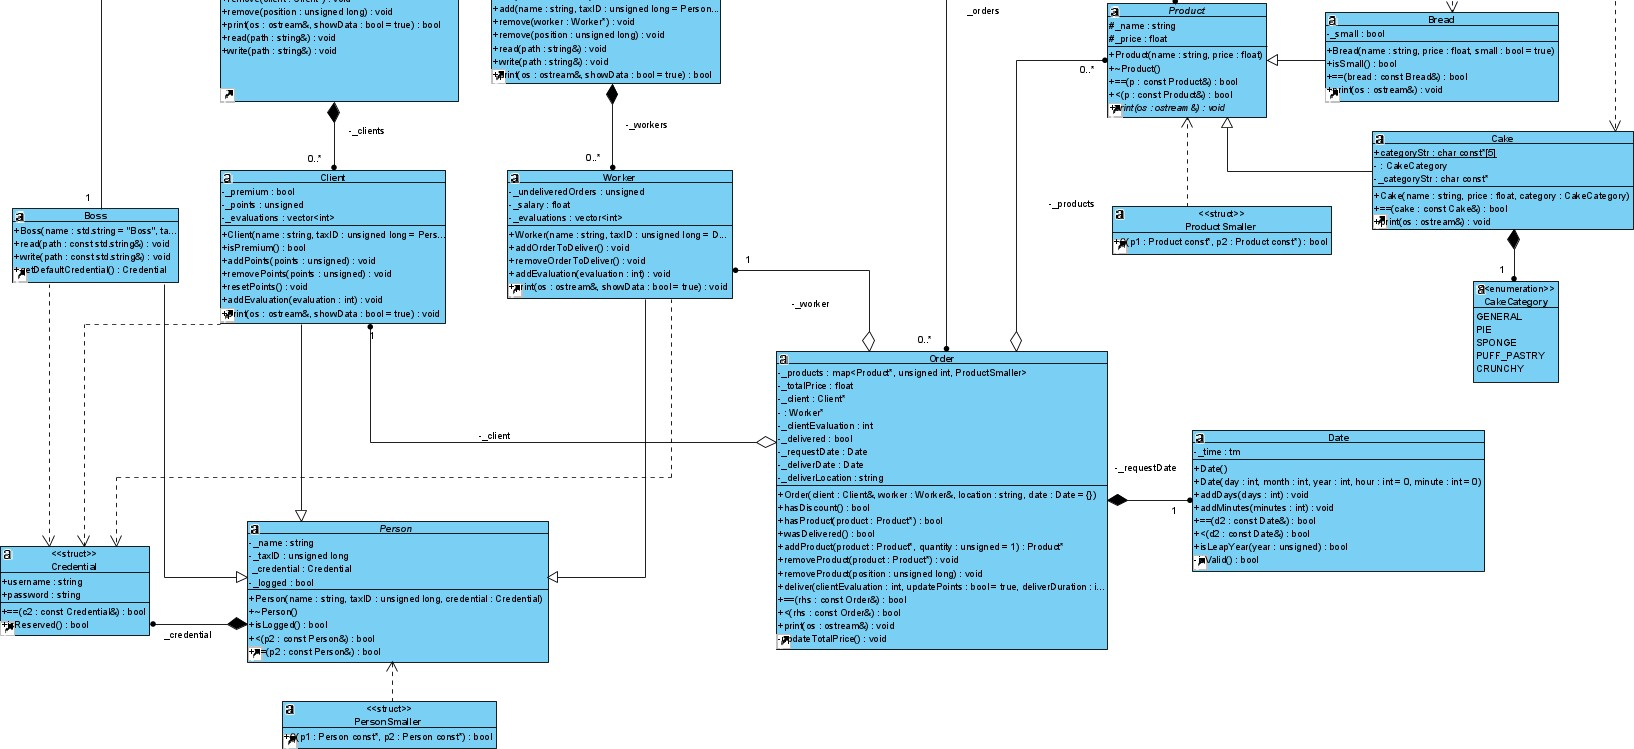 +remove(position : unsigned long) : void
+print(os : ostream&, showData : bool = true) : bool
+read(path : string&) : void
+write(path : string&) : void
+add(name : string, taxID : unsigned long = Person...
+remove(worker : Worker*) : void
+remove(position : unsigned long) : void
+read(path : string&) : void
+write(path : string&) : void
print(os : ostream&, showData : bool = true) : bool
-_clients
0..*
-_workers
0..*
_orders
1
Boss
+Boss(name : std.string = "Boss", ta...
+read(path : const std.string&) : void
+write(path : const std.string&) : void
+getDefaultCredential() : Credential
Client
-_premium : bool
-_points : unsigned
-_evaluations : vector<int>
+Client(name : string, taxID : unsigned long = Pers...
+isPremium() : bool
+addPoints(points : unsigned) : void
+removePoints(points : unsigned) : void
+resetPoints() : void
+addEvaluation(evaluation : int) : void
+print(os : ostream&, showData : bool = true) : void
1
Worker
-_undeliveredOrders : unsigned
-_salary : float
-_evaluations : vector<int>
+Worker(name : string, taxID : unsigned long = D...
+addOrderToDeliver() : void
+removeOrderToDeliver() : void
+addEvaluation(evaluation : int) : void
+print(os : ostream&, showData : bool = true) : void
1
-_worker
0..*
-_products
0..*
Product
#_name : string
#_price : float
+Product(name : string, price : float)
+~Product()
+==(p : const Product&) : bool
+<(p : const Product&) : bool
print(os : ostream &) : void
Bread
-_small : bool
+Bread(name : string, price : float, small : bool = true)
+isSmall() : bool
+==(bread : const Bread&) : bool
+print(os : ostream&) : void
Cake
+categoryStr : char const*[5]
- : CakeCategory
-_categoryStr : char const*
+Cake(name : string, price : float, category : CakeCategory)
+==(cake : const Cake&) : bool
+print(os : ostream&) : void
1
<<struct>>
ProductSmaller
+()(p1 : Product const*, p2 : Product const*) : bool
<<enumeration>>
CakeCategory
GENERAL
PIE
SPONGE
PUFF_PASTRY
CRUNCHY
-_client
Order
-_products : map<Product*, unsigned int, ProductSmaller>
-_totalPrice : float
-_client : Client*
- : Worker*
-_clientEvaluation : int
-_delivered : bool
-_requestDate : Date
-_deliverDate : Date
-_deliverLocation : string
+Order(client : Client&, worker : Worker&, location : string, date : Date = {})
+hasDiscount() : bool
+hasProduct(product : Product*) : bool
+wasDelivered() : bool
+addProduct(product : Product*, quantity : unsigned = 1) : Product*
+removeProduct(product : Product*) : void
+removeProduct(position : unsigned long) : void
+deliver(clientEvaluation : int, updatePoints : bool = true, deliverDuration : i...
+==(rhs : const Order&) : bool
+<(rhs : const Order&) : bool
+print(os : ostream&) : void
-updateTotalPrice() : void
-_requestDate
1
Date
-_time : tm
+Date()
+Date(day : int, month : int, year : int, hour : int = 0, minute : int = 0)
+addDays(days : int) : void
+addMinutes(minutes : int) : void
+==(d2 : const Date&) : bool
+<(d2 : const Date&) : bool
-isLeapYear(year : unsigned) : bool
Valid() : bool
<<struct>>
Credential
+username : string
+password : string
+==(c2 : const Credential&) : bool
+isReserved() : bool
_credential
Person
-_name : string
-_taxID : unsigned long
_credential : Credential
-_logged : bool
+Person(name : string, taxID : unsigned long, credential : Credential)
+~Person()
+isLogged() : bool
+<(p2 : const Person&) : bool
+==(p2 : const Person&) : bool
<<struct>>
PersonSmaller
+()(p1 : Person const*, p2 : Person const*) : bool